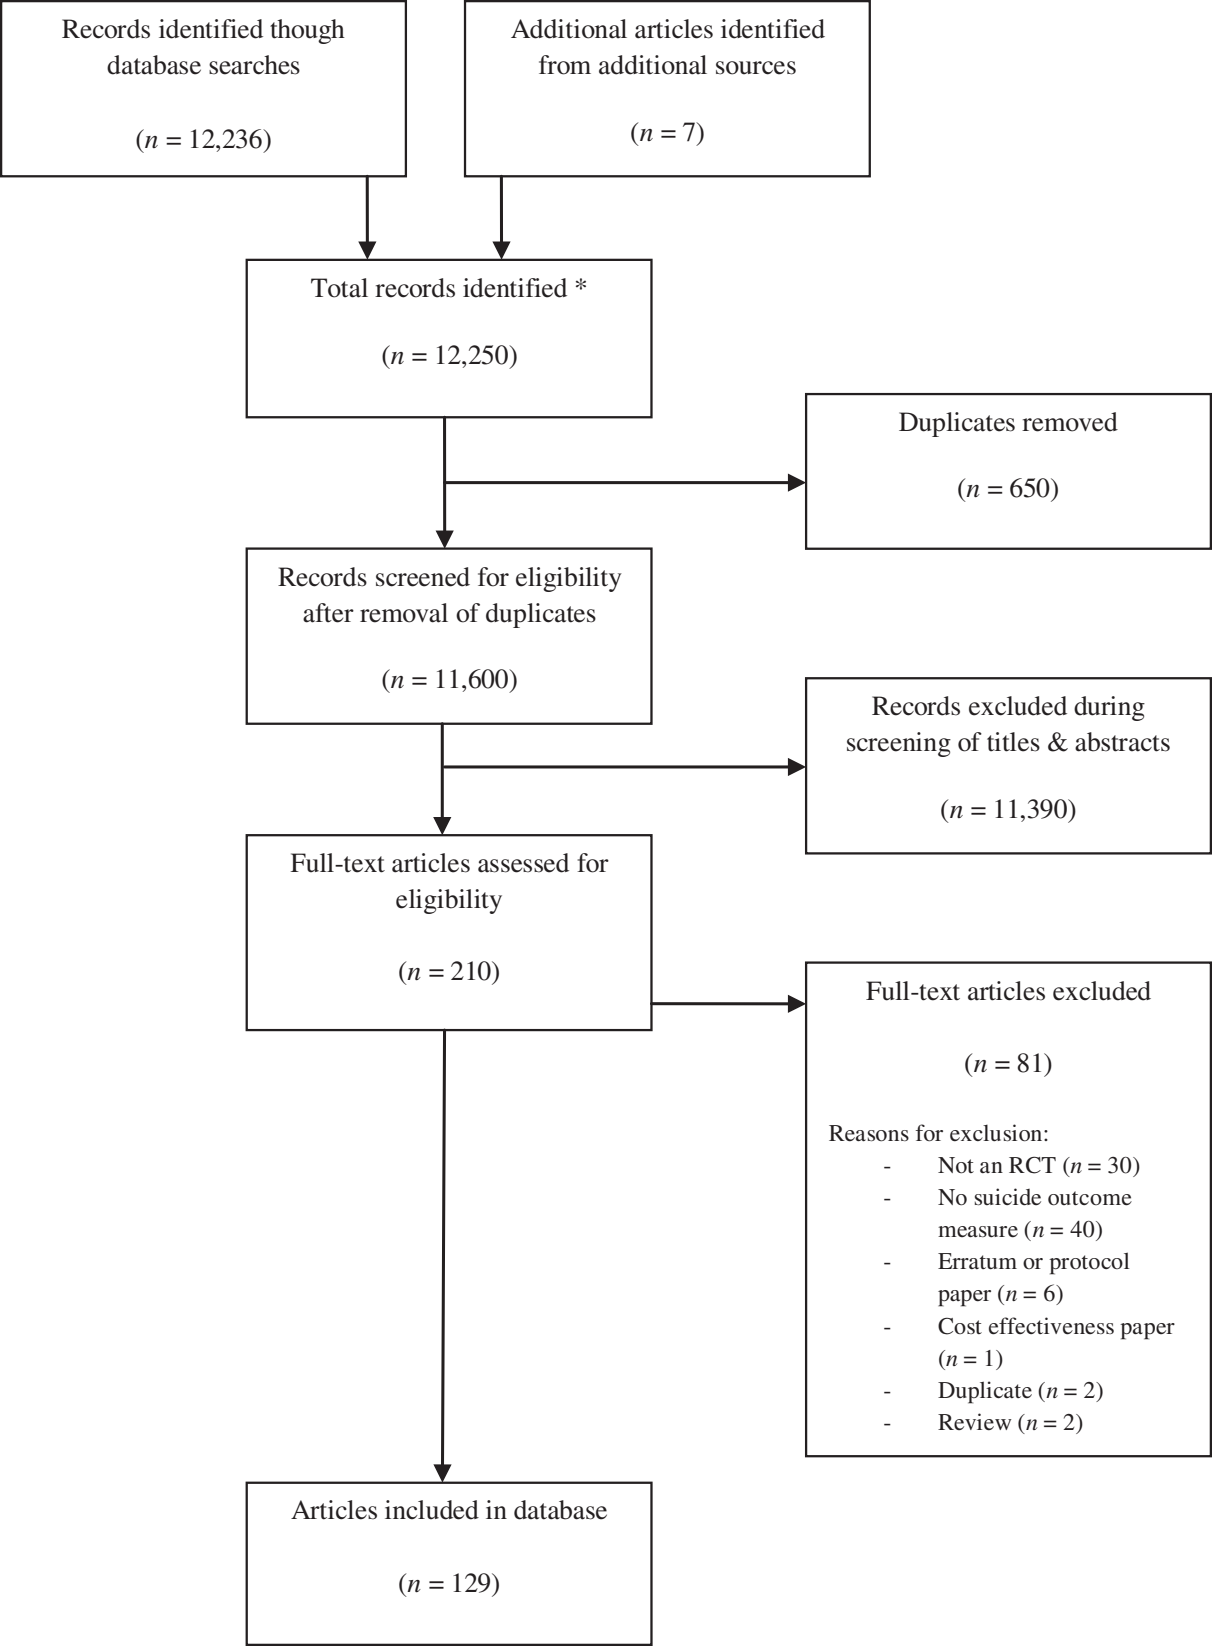 Records identified though
database searches
(n = 12,236)
Additional articles identified
from additional sources
(n = 7)
Total records identified *
(n = 12,250)
Duplicates removed
(n = 650)
Records screened for eligibility
after removal of duplicates
(n = 11,600)
Records excluded during
screening of titles & abstracts
(n = 11,390)
Full-text articles assessed for
eligibility
(n = 210)
Full-text articles excluded
(n = 81)
Reasons for exclusion:
- Not an RCT (n = 30)
- No suicide outcome
measure (n = 40)
- Erratum or protocol
paper (n = 6)
- Cost effectiveness paper
(n = 1)
- Duplicate (n = 2)
- Review (n = 2)
Articles included in database
(n = 129)